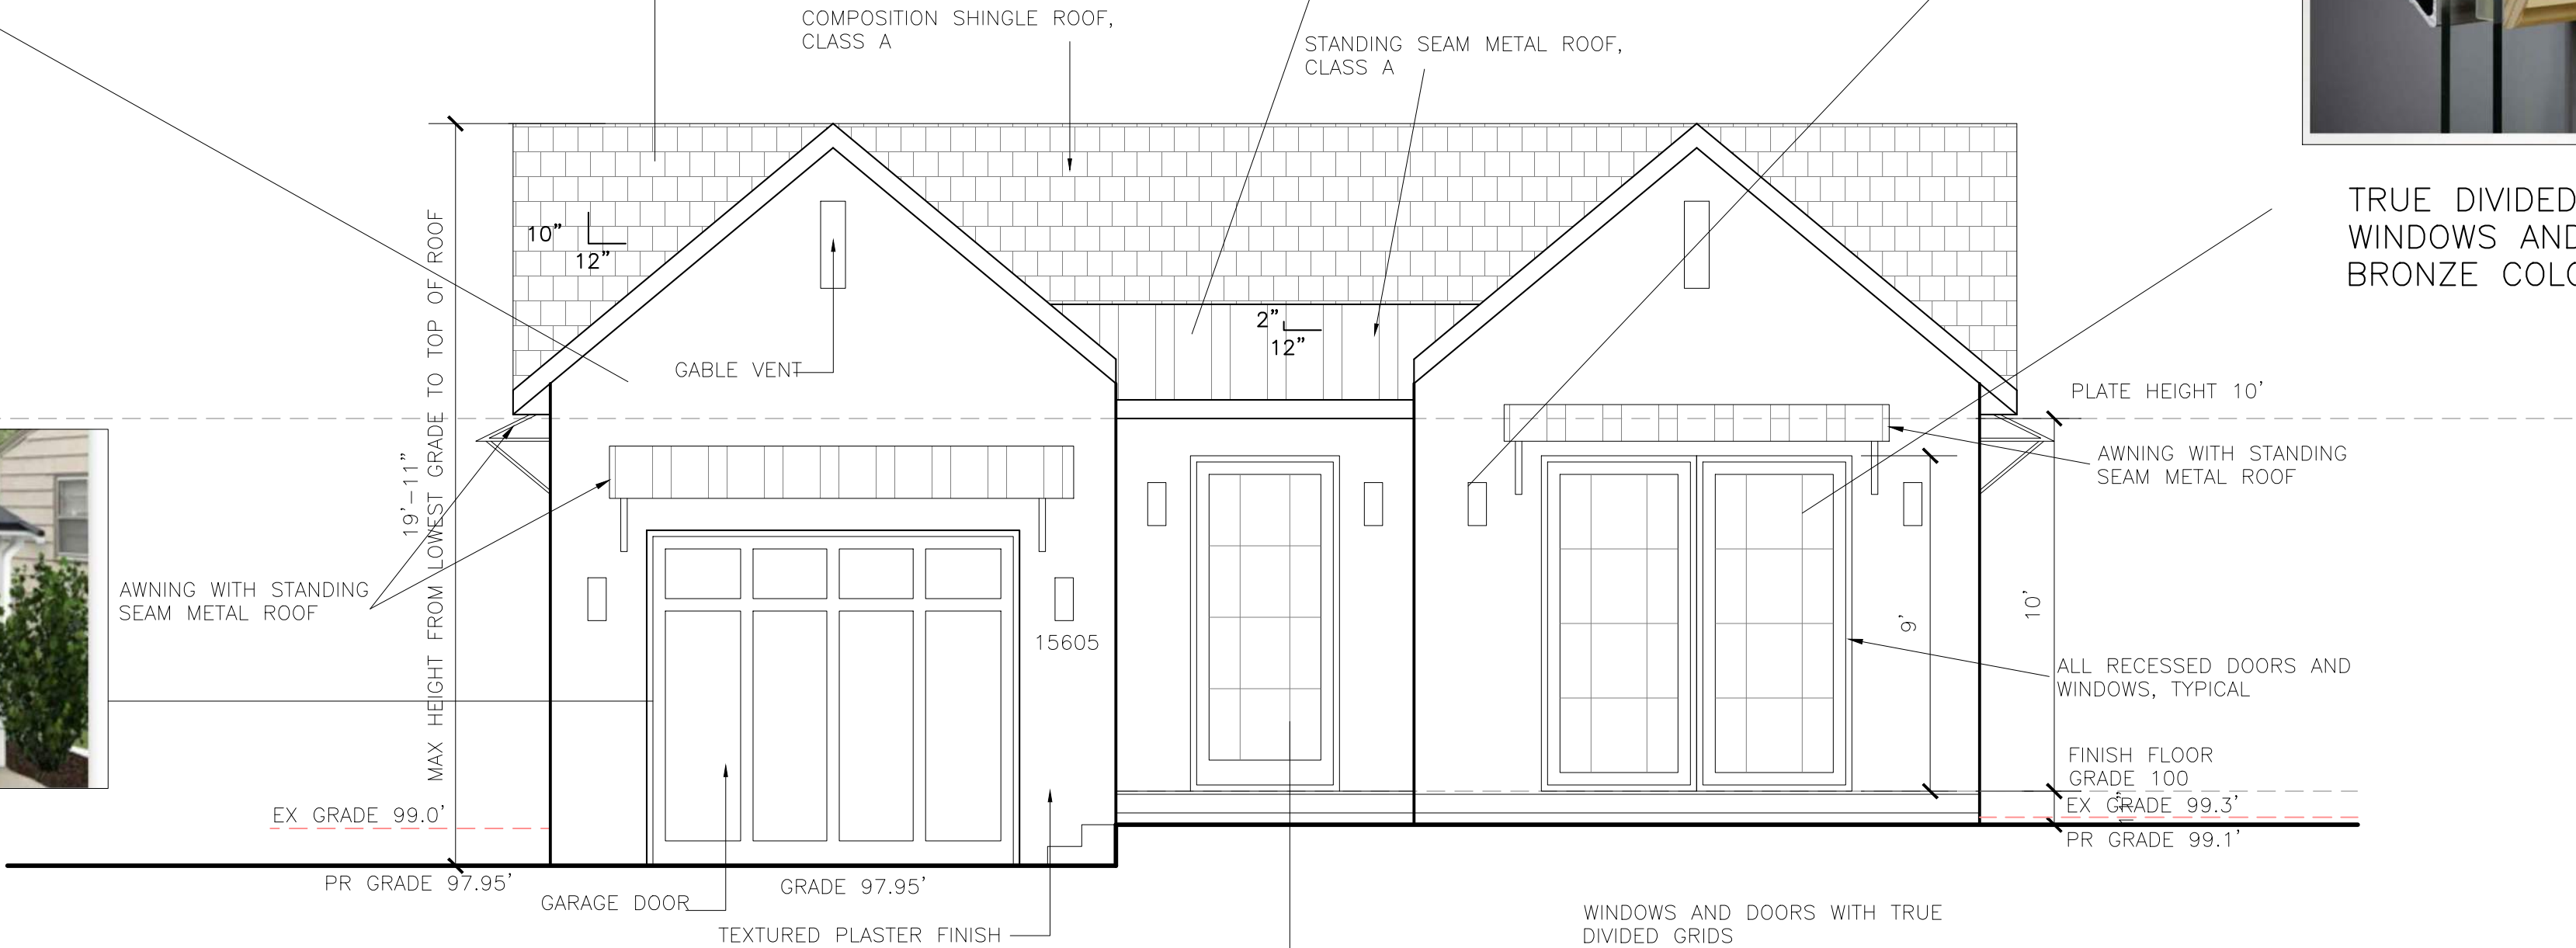 COMPOSITION SHINGLE ROOF,
CLASS A
STANDING SEAM METAL ROOF,
CLASS A
TRUE DIVIDED
WINDOWS AND
BRONZE COLO
10"
12"
2"
12"
GABLE VENT
PLATE HEIGHT 10'
AWNING WITH STANDING
SEAM METAL ROOF
19'-11"
MAX HEIGHT FROM LOWEST GRADE TO TOP OF ROOF
AWNING WITH STANDING
SEAM METAL ROOF
15605
9'
10'
ALL RECESSED DOORS AND
WINDOWS, TYPICAL
FINISH FLOOR
GRADE 100
EX GRADE 99.0'
EX GRADE 99.3'
PR GRADE 99.1'
PR GRADE 97.95'
GRADE 97.95'
GARAGE DOOR
TEXTURED PLASTER FINISH
WINDOWS AND DOORS WITH TRUE
DIVIDED GRIDS